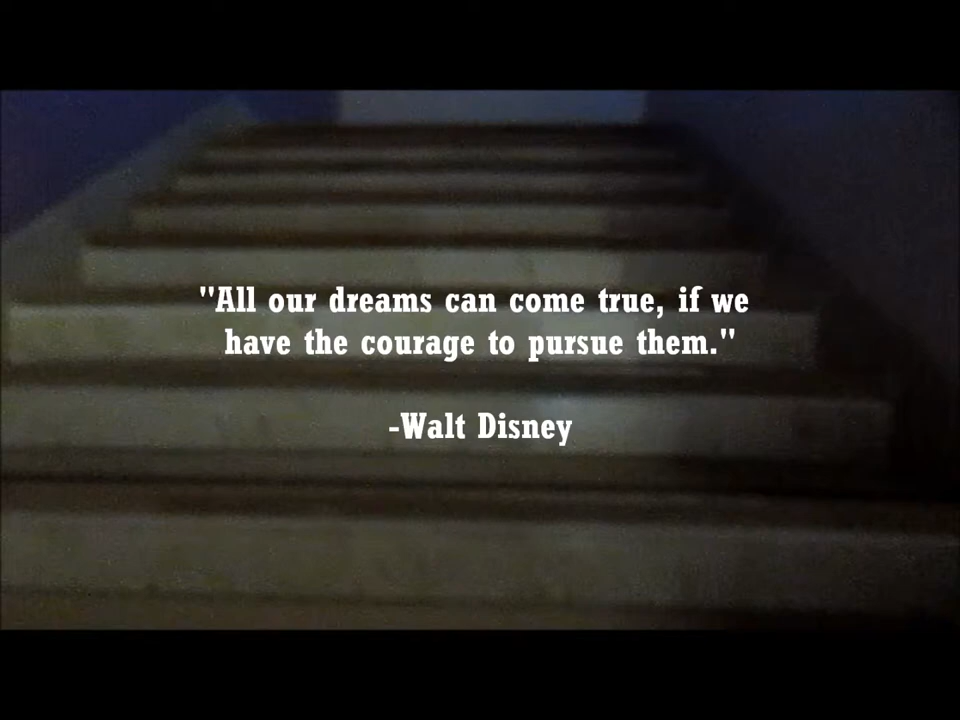 "All our dreams can come true, if we
have the courage to pursue them."
-Walt Disney